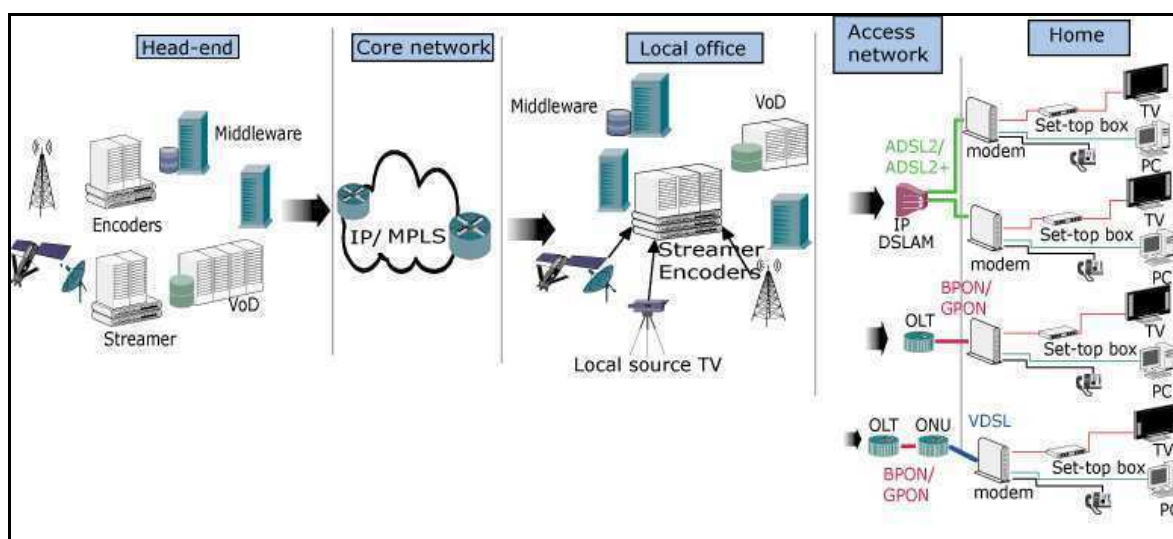 Head-end
Core network
Local office
Access
network
Home
Middleware
Encoders
Streamer
VoD
IP/ MPLS
Middleware
VoD
Streamer
Encoders
Local source TV
ADSL2/
ADSL2+
IP
DSLAM
modem
Set-top box
TV
PC
modem
Set-top box
TV
PC
BPON/
GPON
OLT
Set-top box
TV
PC
OLT
ONU
VDSL
BPON/
GPON
modem
Set-top box
TV
PC